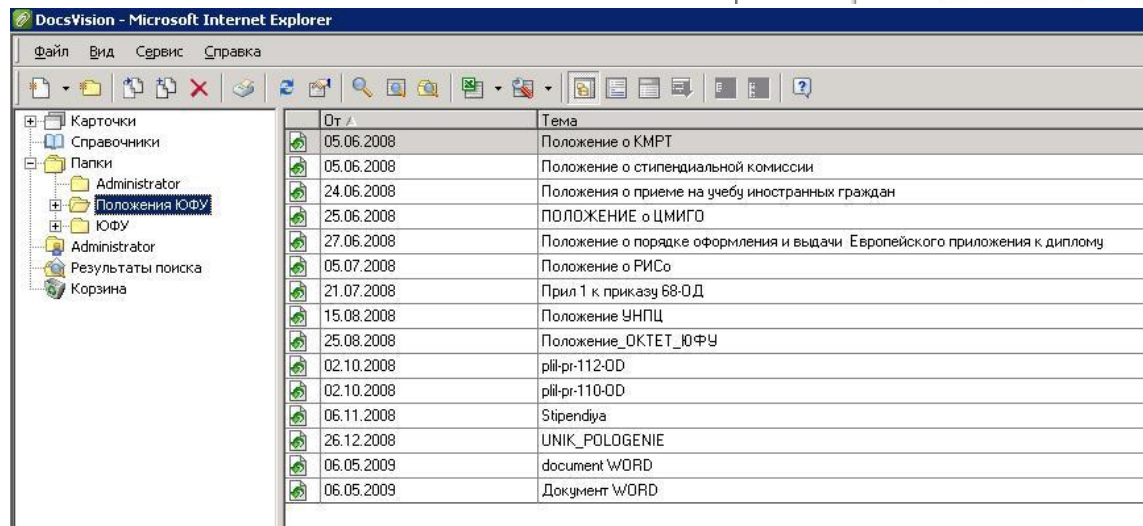 DocsVision - Microsoft Internet Explorer
Файл Вид Сервис Справка
Карточки
Справочники
Папки
Administrator
Положения ЮФУ
ЮФУ
Administrator
Результаты поиска
Корзина
От Тема
05.06.2008 Положение о КМРТ
05.06.2008 Положение о стипендиальной комиссии
24.06.2008 Положения о приеме на учебу иностранных граждан
25.06.2008 ПОЛОЖЕНИЕ о ЦМИГО
27.06.2008 Положение о порядке оформления и выдачи Европейского приложения к диплому
05.07.2008 Положение о РИСо
21.07.2008 Прил 1 к приказу 68-ОД
15.08.2008 Положение УНПЦ
25.08.2008 Положение_ОКТЕТ_ЮФУ
02.10.2008 plil-pr-112-OD
02.10.2008 plil-pr-110-OD
06.11.2008 Stipendiya
26.12.2008 UNIK_POLOGENIE
06.05.2009 document WORD
06.05.2009 Документ WORD